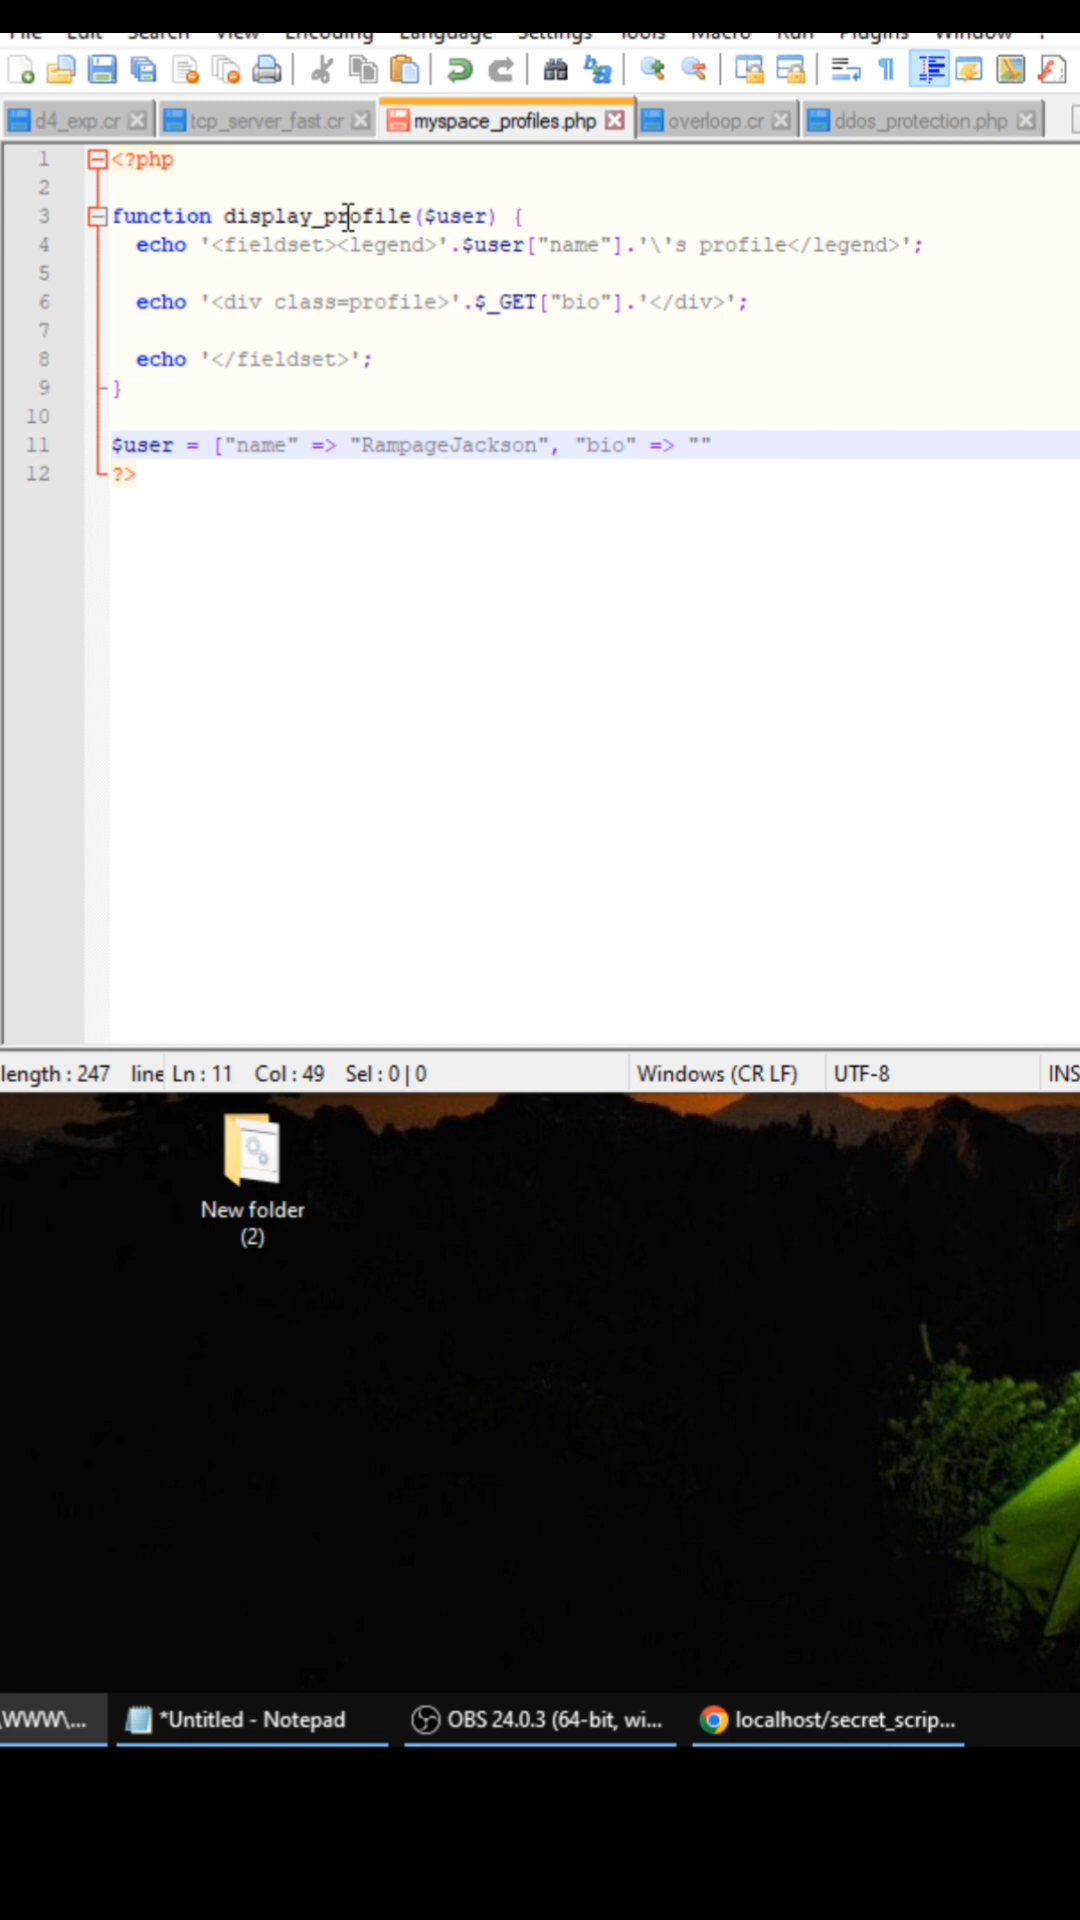 File Edit Search View Encoding Language Settings Tools Macro Run Plugins Window ?
d4_exp.cr tcp_server_fast.cr myspace_profiles.php overloop.cr ddos_protection.php
1 <?php
2
3 function display_profile($user) {
4 echo '<fieldset><legend>'.$user["name"].'\'s profile</legend>';
5
6 echo '<div class=profile>'.$_GET["bio"].'</div>';
7
8 echo '</fieldset>';
9 }
10
11 $user = ["name" => "RampageJackson", "bio" => ""
12 ?>
length : 247 line Ln : 11 Col : 49 Sel : 0 | 0 Windows (CR LF) UTF-8 INS
New folder
(2)
\WWW\... *Untitled - Notepad OBS 24.0.3 (64-bit, wi... localhost/secret_scrip...